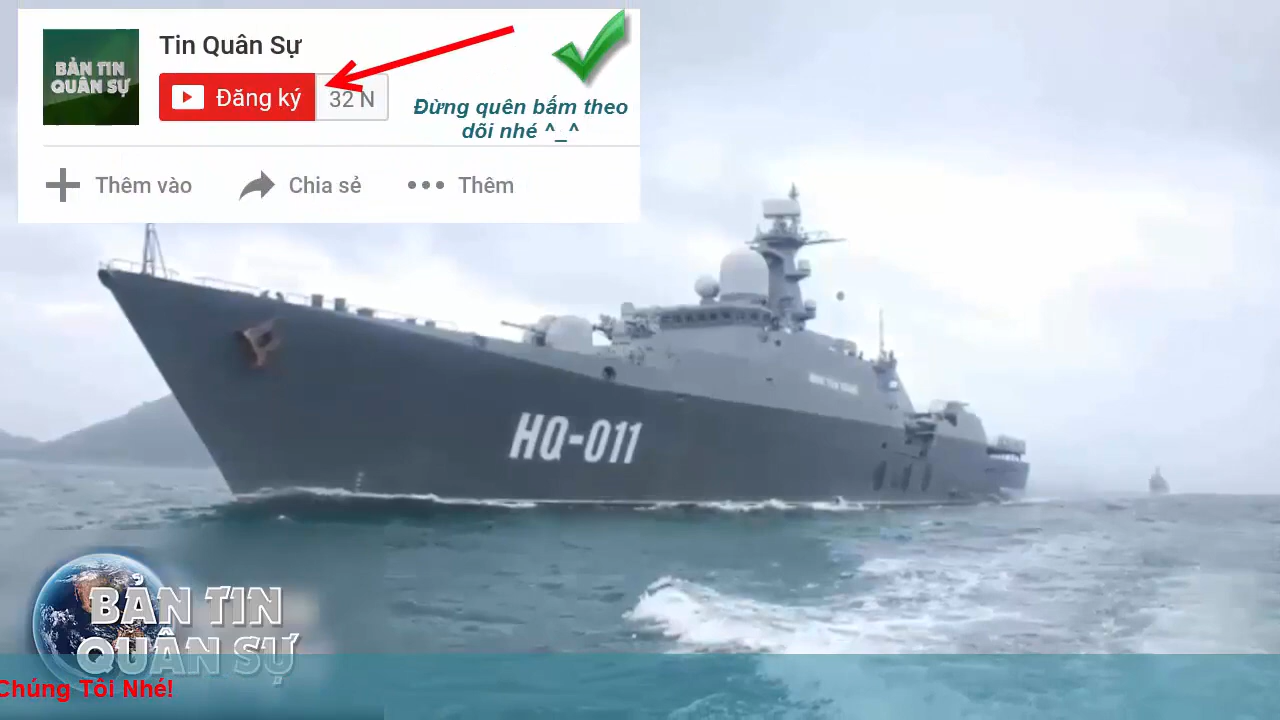 Tin Quân Sự
BẢN TIN
QUÂN SỰ
Đăng ký
32 N
Đừng quên bấm theo
dõi nhé ^_^
Thêm vào
Chia sẻ
Thêm
HQ-011
BẢN TIN
QUÂN SỰ
Chúng Tôi Nhé!